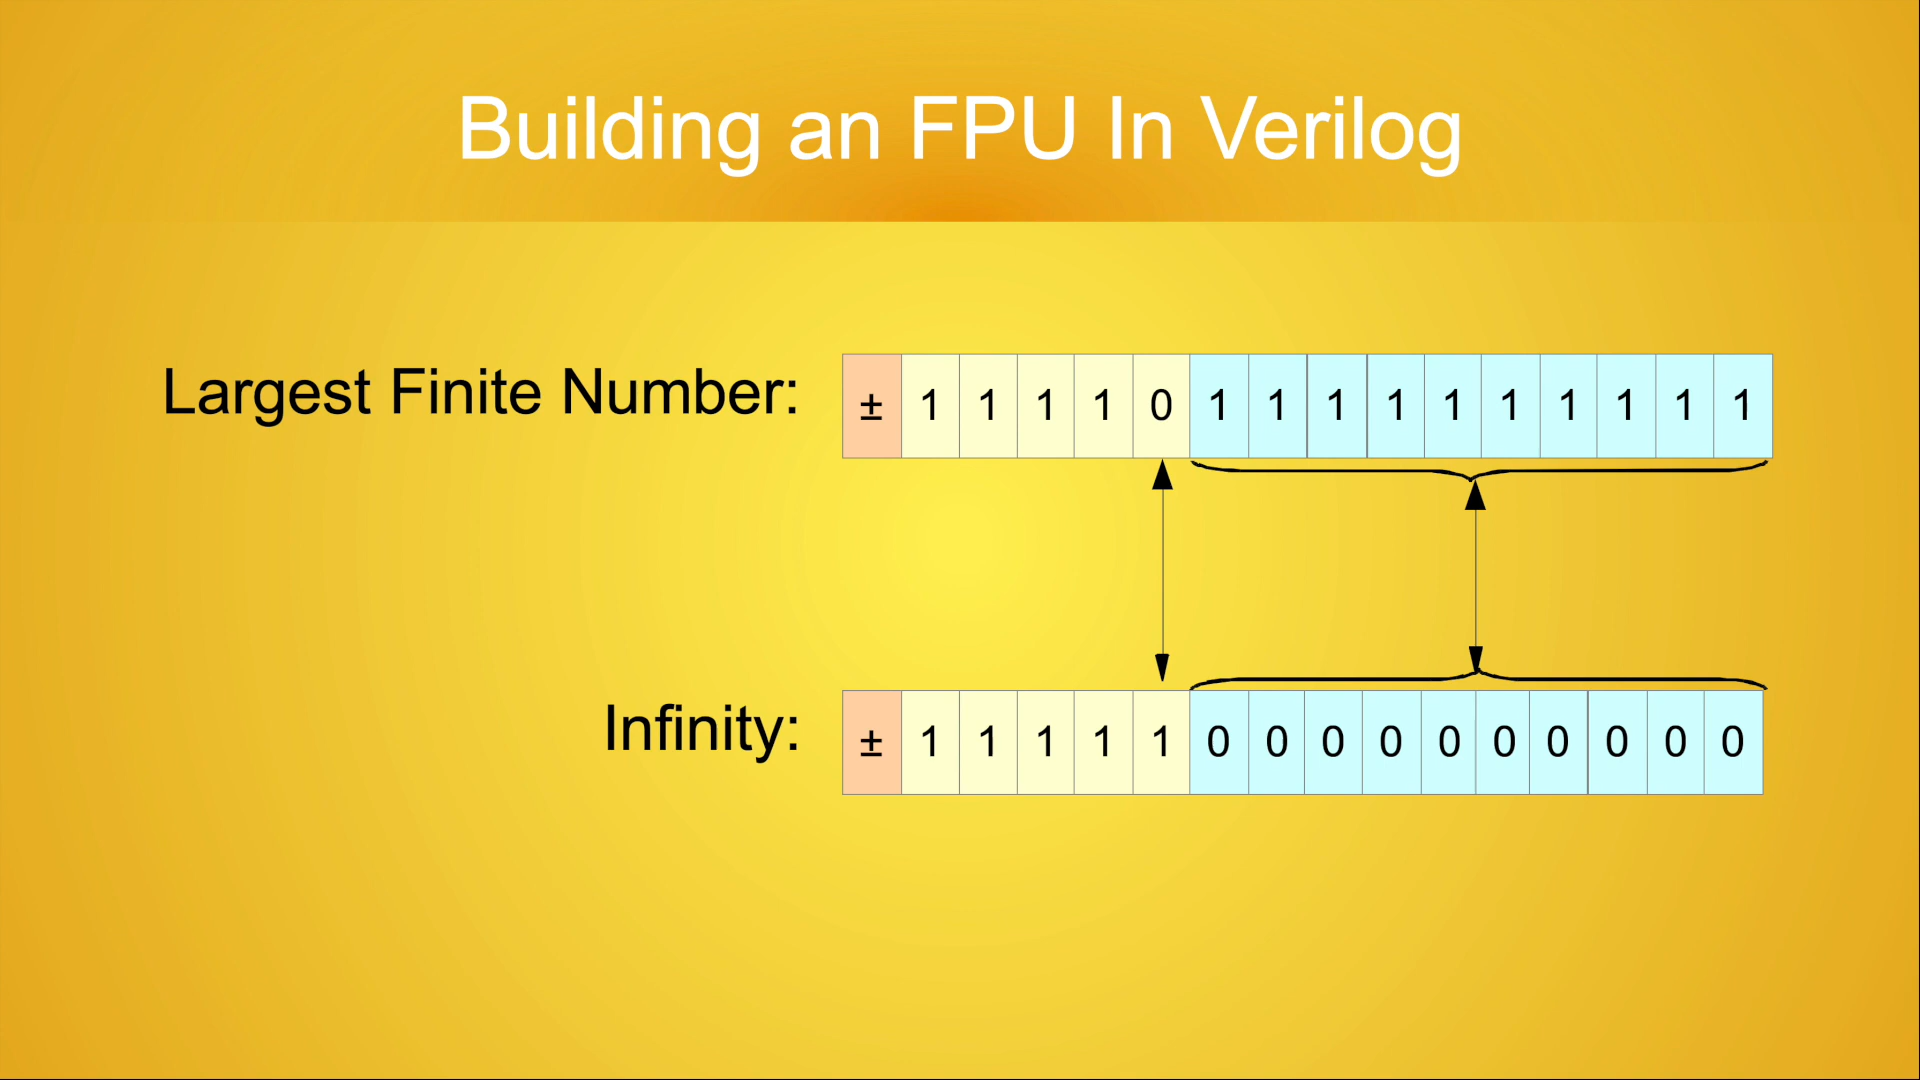 Building an FPU In Verilog
Largest Finite Number: ± 1 1 1 1 0 1 1 1 1 1 1 1 1 1 1
Infinity: ± 1 1 1 1 1 0 0 0 0 0 0 0 0 0 0